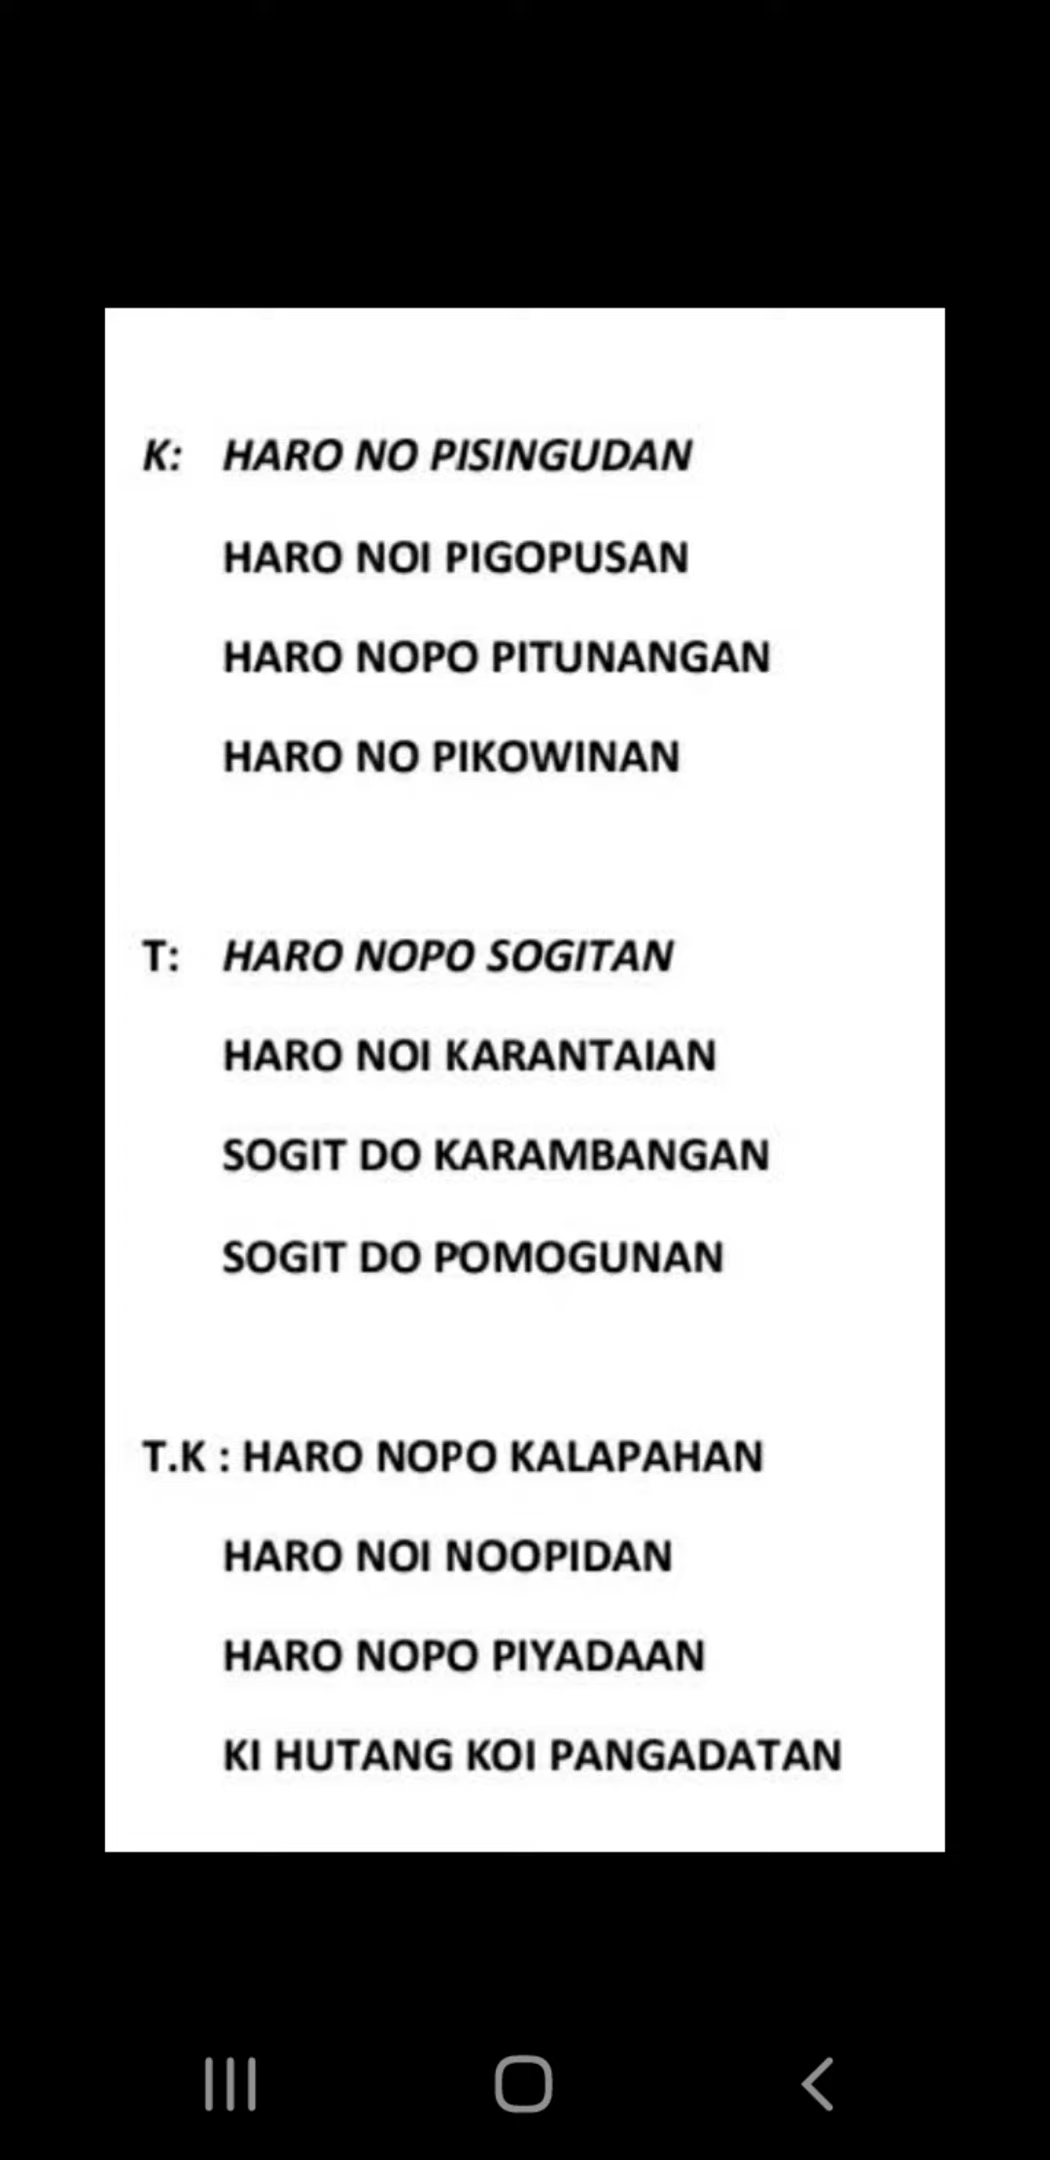 K: HARO NO PISINGUDAN
HARO NOI PIGOPUSAN
HARO NOPO PITUNANGAN
HARO NO PIKOWINAN
T: HARO NOPO SOGITAN
HARO NOI KARANTAIAN
SOGIT DO KARAMBANGAN
SOGIT DO POMOGUNAN
T.K : HARO NOPO KALAPAHAN
HARO NOI NOOPIDAN
HARO NOPO PIYADAAN
KI HUTANG KOI PANGADATAN